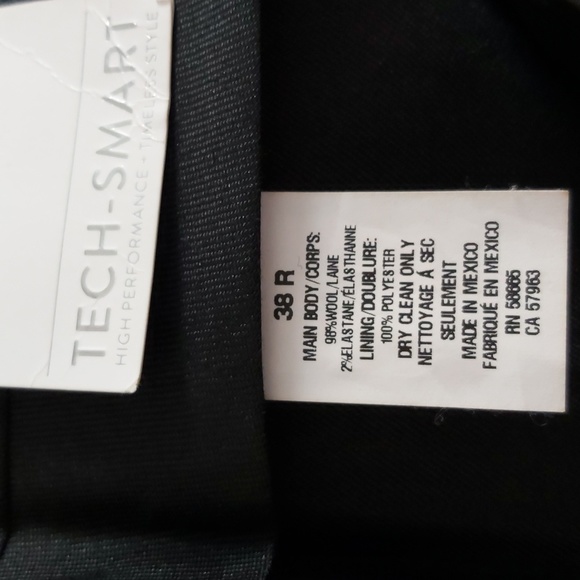 TECH-SMART
HIGH PERFORMANCE + TIMELESS STYLE
38 R
MAIN BODY/CORPS:
98%WOOL/LAINE
2%ELASTANE/ÉLASTHANNE
LINING/DOUBLURE:
100% POLYESTER
DRY CLEAN ONLY
NETTOYAGE Á SEC
SEULEMENT
MADE IN MEXICO
FABRIQUÉ EN MEXICO
RN 58665
CA 57963